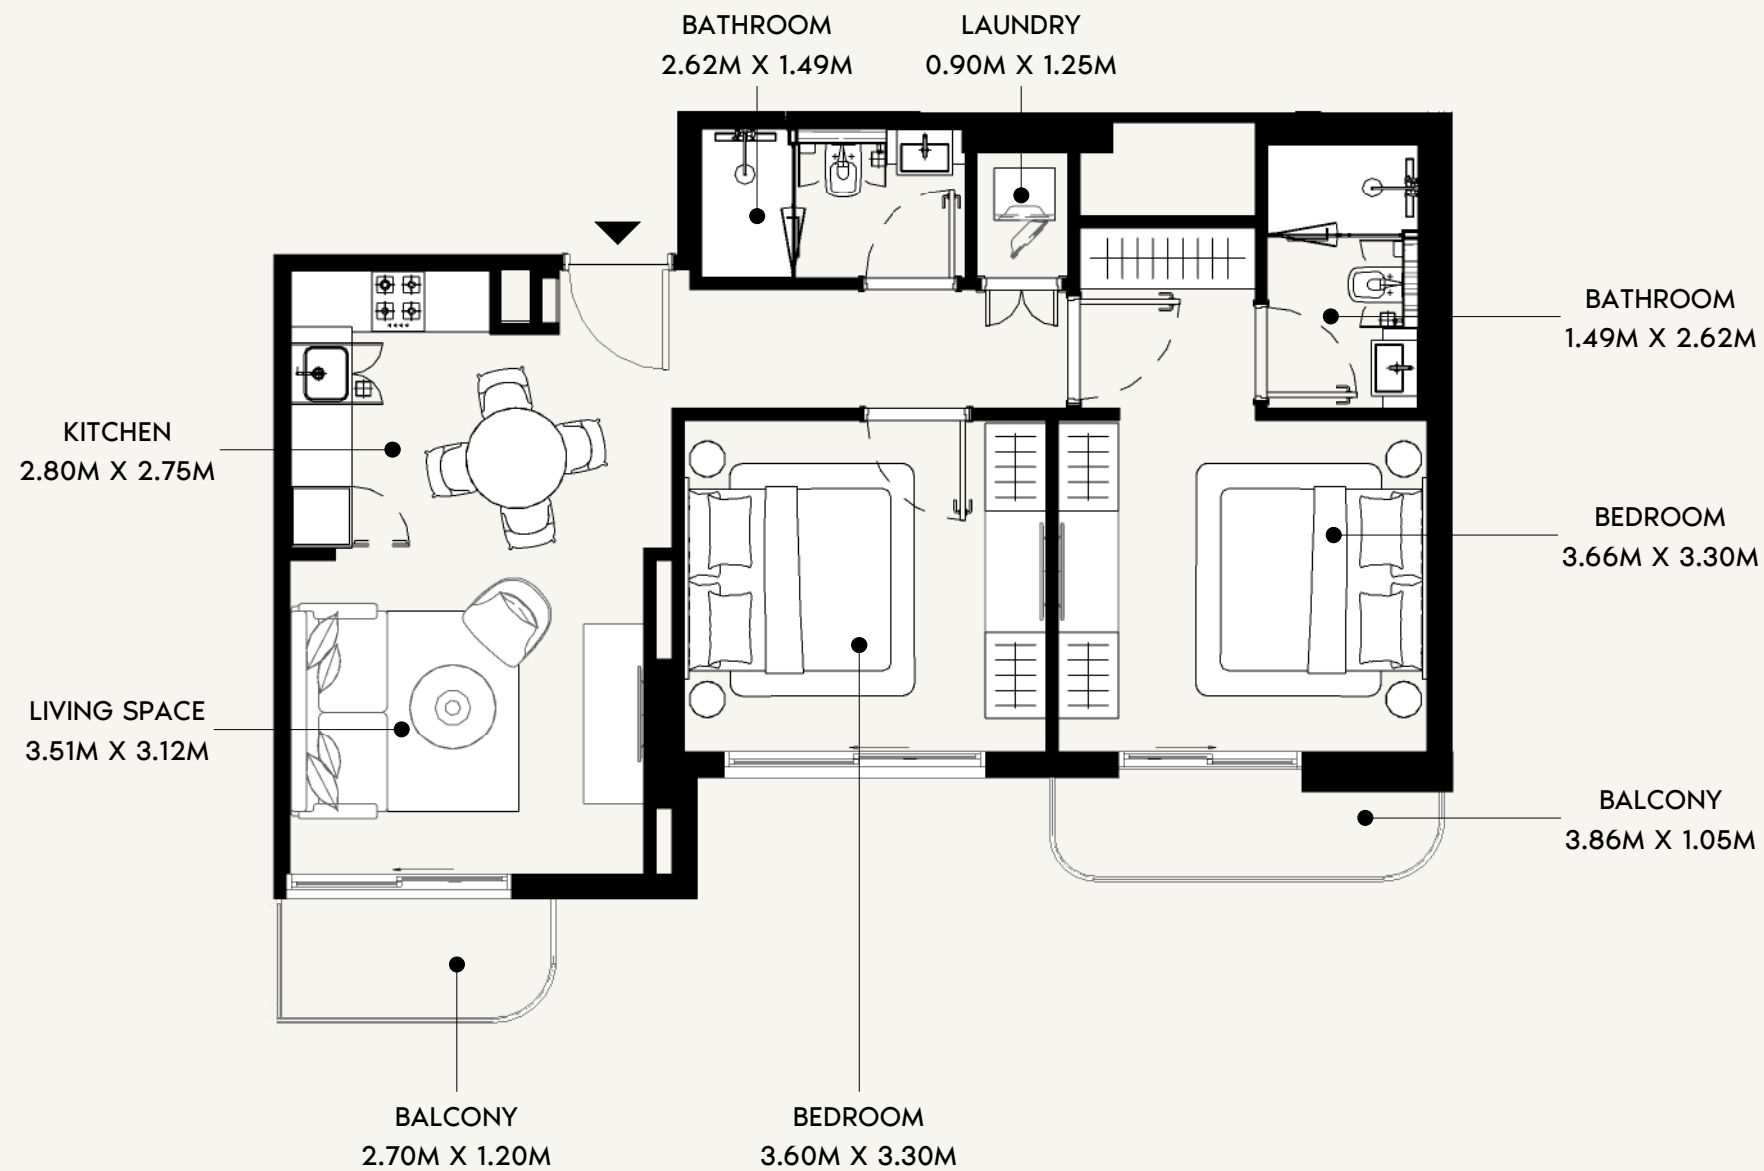 BATHROOM
2.62M X 1.49M
LAUNDRY
0.90M X 1.25M
BATHROOM
1.49M X 2.62M
KITCHEN
2.80M X 2.75M
BEDROOM
3.66M X 3.30M
LIVING SPACE
3.51M X 3.12M
BALCONY
3.86M X 1.05M
BALCONY
2.70M X 1.20M
BEDROOM
3.60M X 3.30M